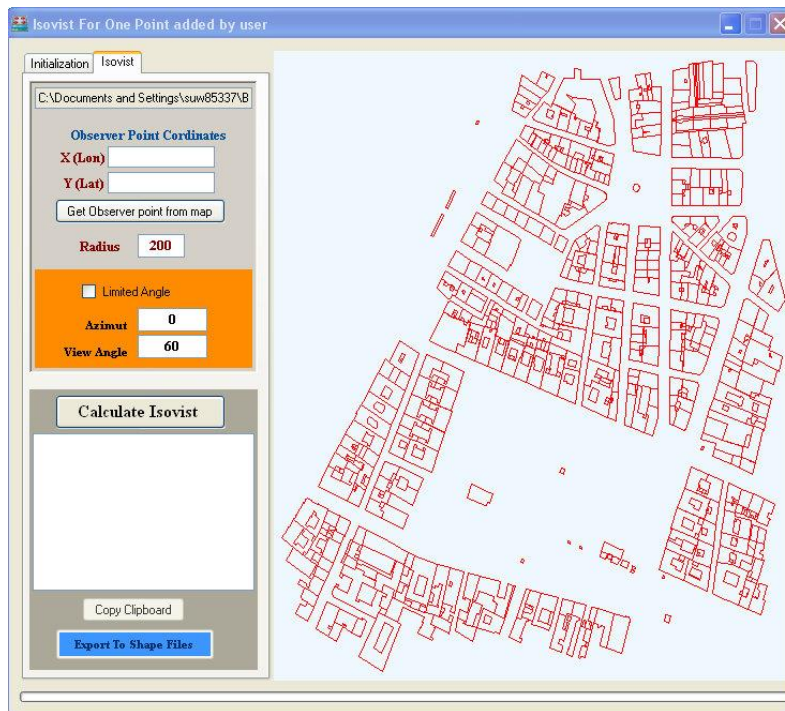 Isovist For One Point added by user
Initialization Isovist
C:\Documents and Settings\suw85337\B
Observer Point Cordinates
X (Lon)
Y (Lat)
Get Observer point from map
Radius 200
Limited Angle
Azimut 0
View Angle 60
Calculate Isovist
Copy Clipboard
Export To Shape Files